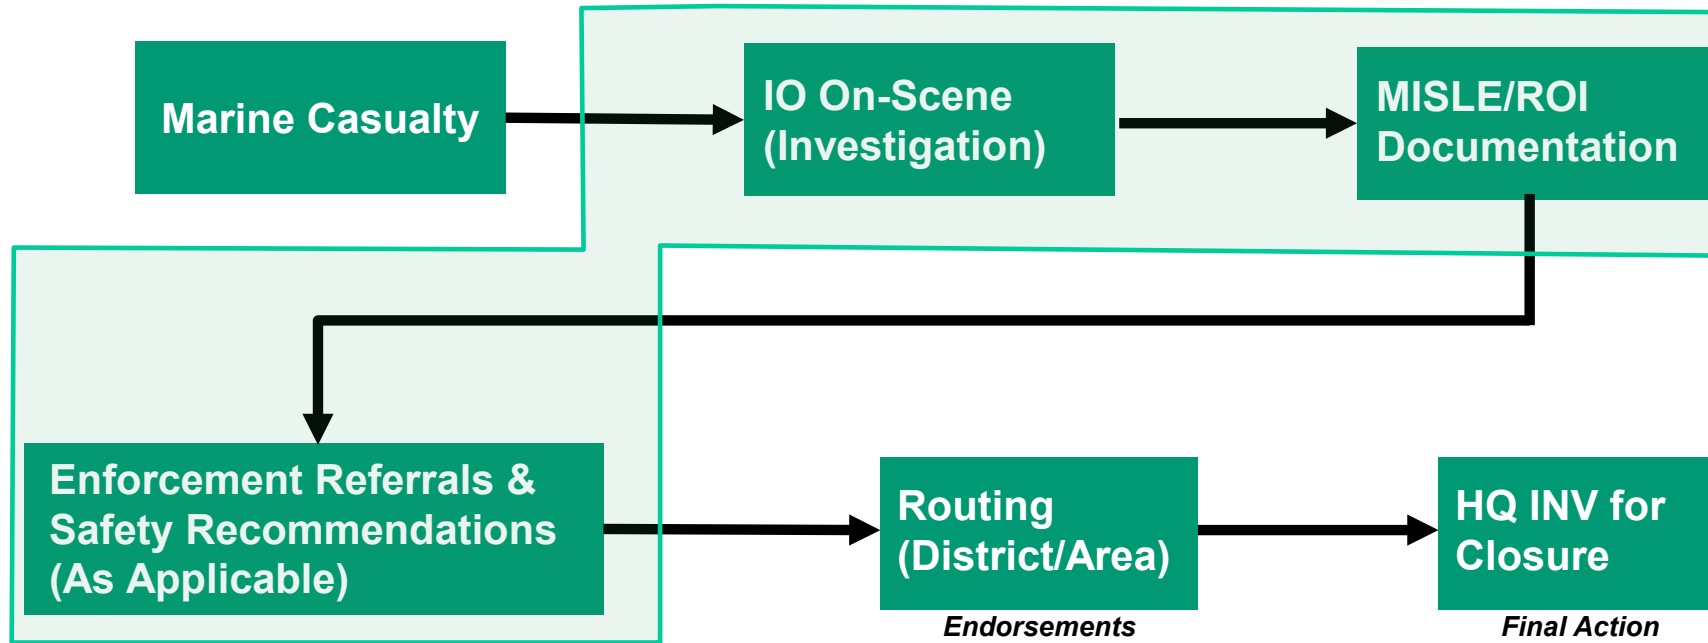 Marine Casualty
IO On-Scene
(Investigation)
MISLE/ROI
Documentation
Enforcement Referrals &
Safety Recommendations
(As Applicable)
Routing
(District/Area)
Endorsements
HQ INV for
Closure
Final Action